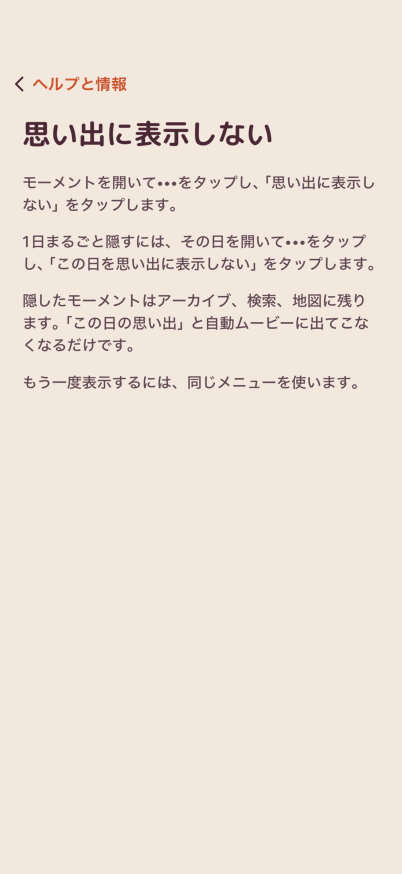 ヘルプと情報
思い出に表示しない
モーメントを開いて•••をタップし、「思い出に表示し
ない」をタップします。
1日まるごと隠すには、その日を開いて•••をタップ
し、「この日を思い出に表示しない」をタップします。
隠したモーメントはアーカイブ、検索、地図に残り
ます。「この日の思い出」と自動ムービーに出てこな
くなるだけです。
もう一度表示するには、同じメニューを使います。